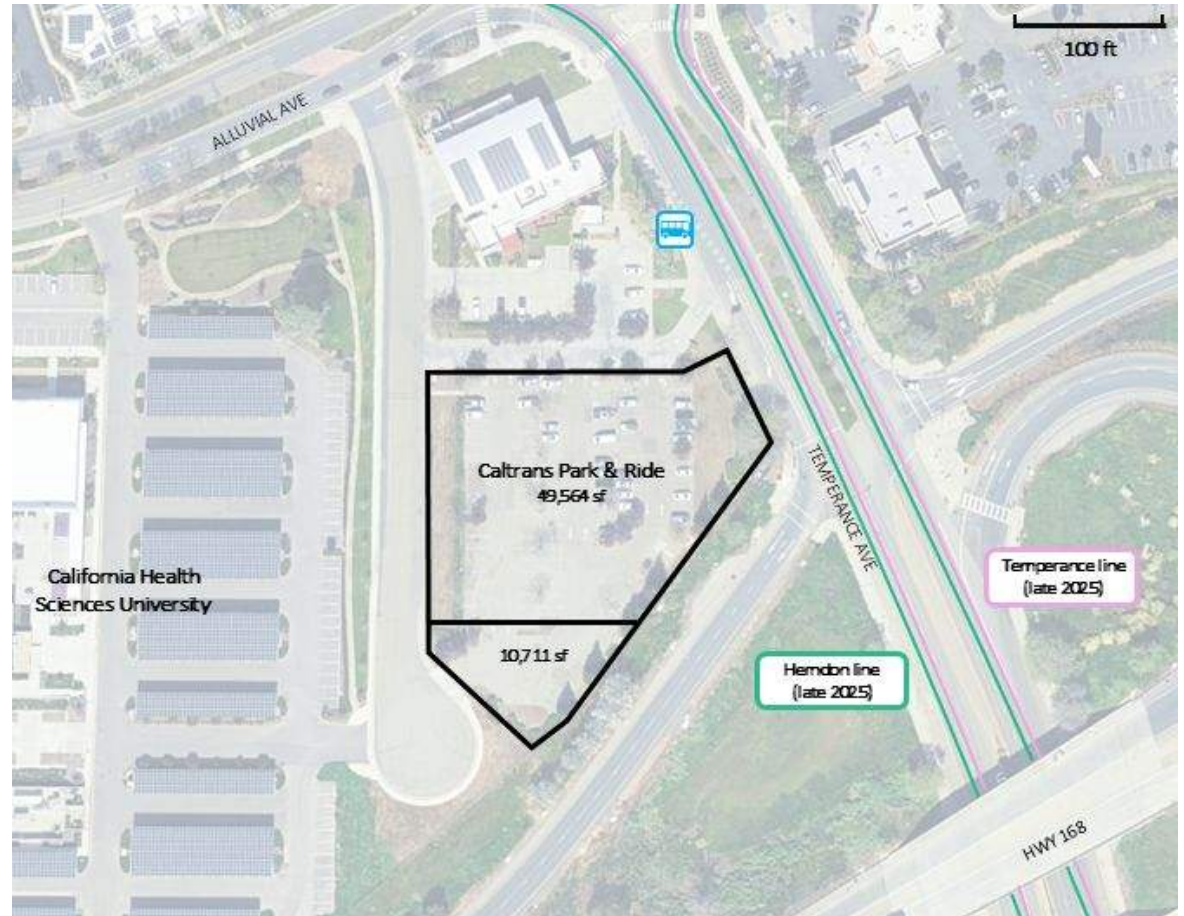 100 ft
ALLUVIAL AVE
Caltrans Park & Ride
49,564 sf
TEMPERANCE AVE
California Health
Sciences University
Temperance line
(late 2025)
10,711 sf
Herndon line
(late 2025)
HWY 168